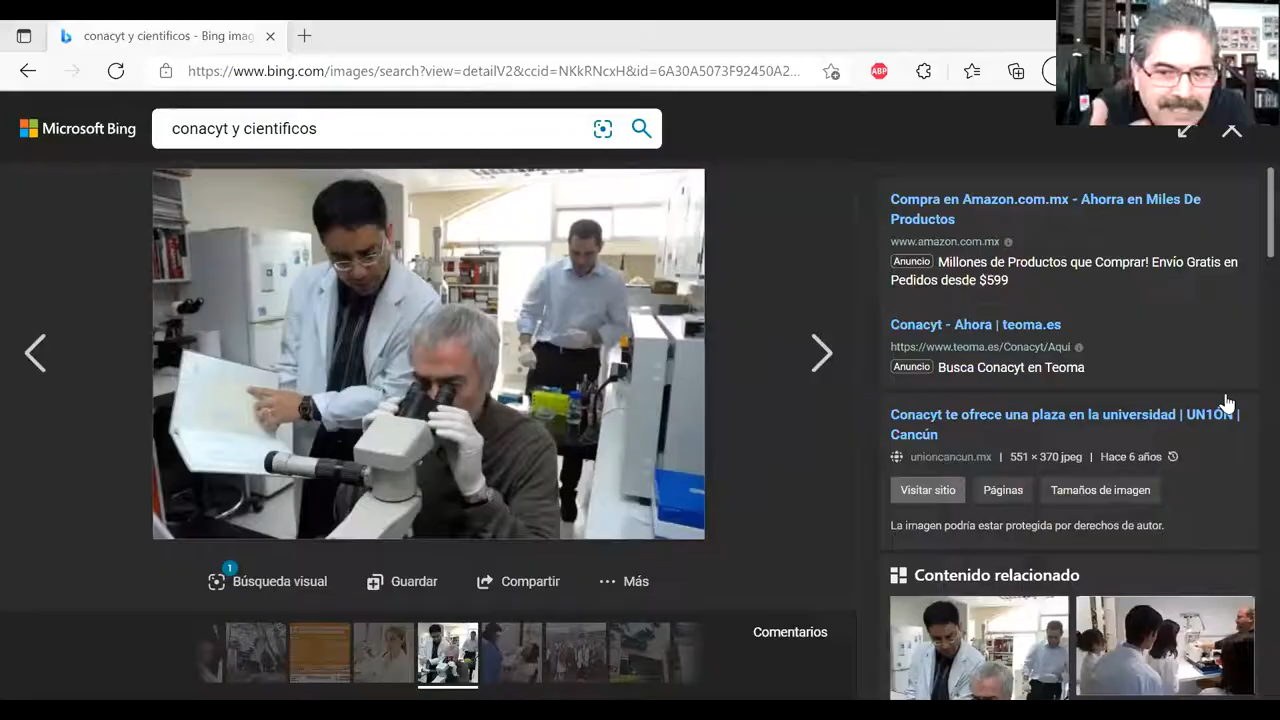 conacyt y cientificos - Bing imag
https://www.bing.com/images/search?view=detailV2&ccid=NKkRNcxH&id=6A30A5073F92450A2...
ABP
Microsoft Bing
conacyt y cientificos
Compra en Amazon.com.mx - Ahorra en Miles De
Productos
www.amazon.com.mx
Anuncio Millones de Productos que Comprar! Envío Gratis en
Pedidos desde $599
Conacyt - Ahora | teoma.es
https://www.teoma.es/Conacyt/Aqui
Anuncio Busca Conacyt en Teoma
Conacyt te ofrece una plaza en la universidad | UN1ÓN |
Cancún
unioncancun.mx | 551 × 370 jpeg | Hace 6 años
Visitar sitio
Páginas
Tamaños de imagen
La imagen podría estar protegida por derechos de autor.
1
Búsqueda visual
Guardar
Compartir
Más
Contenido relacionado
Comentarios